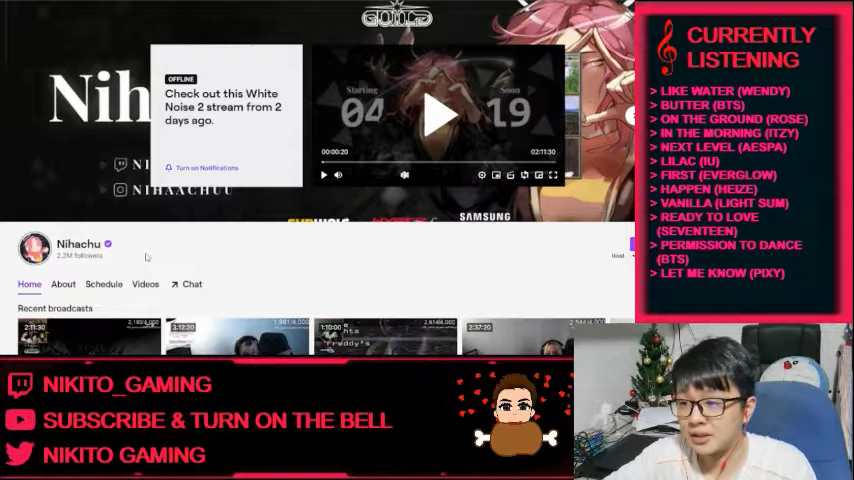 GUILD
Nih
OFFLINE
Check out this White
Noise 2 stream from 2
days ago.
Turn on Notifications
Starting
Soon
04
19
00:00:20
02:11:30
NIHAACHUU
SAMSUNG
Nihachu
2.2M followers
Host
Home
About
Schedule
Videos
Chat
Recent broadcasts
2:11:30
3:12:20
1:10:00
2:37:20
CURRENTLY
LISTENING
> LIKE WATER (WENDY)
> BUTTER (BTS)
> ON THE GROUND (ROSE)
> IN THE MORNING (ITZY)
> NEXT LEVEL (AESPA)
> LILAC (IU)
> FIRST (EVERGLOW)
> HAPPEN (HEIZE)
> VANILLA (LIGHT SUM)
> READY TO LOVE
(SEVENTEEN)
> PERMISSION TO DANCE
(BTS)
> LET ME KNOW (PIXY)
NIKITO_GAMING
SUBSCRIBE & TURN ON THE BELL
NIKITO GAMING